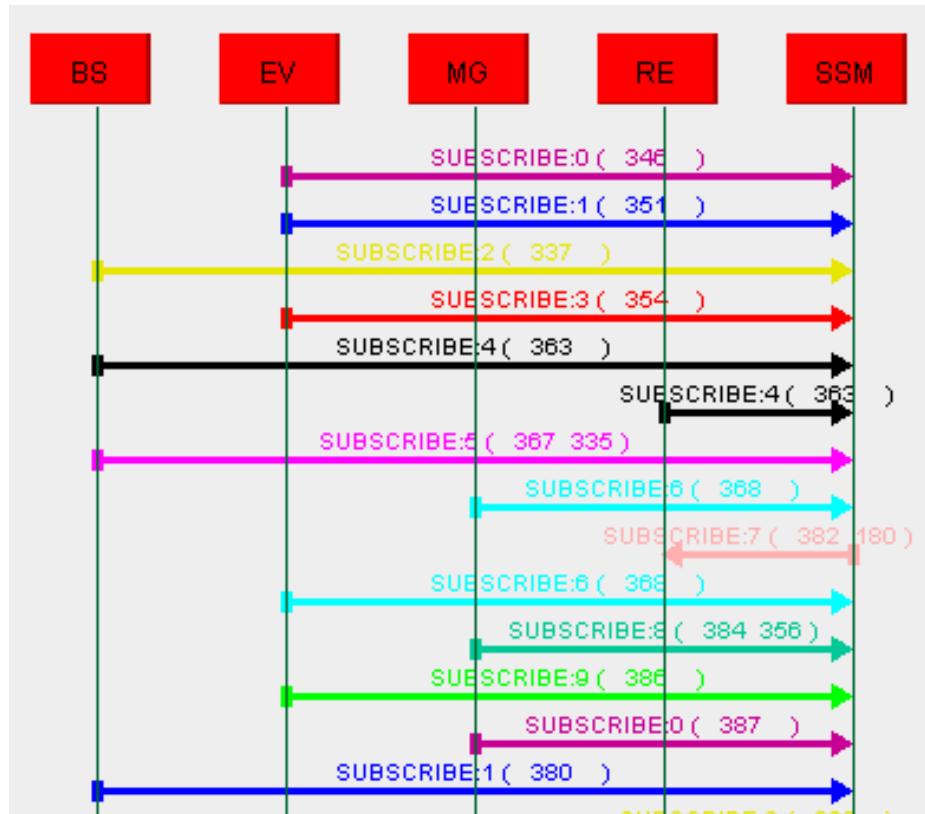 BS EV MG RE SSM
SUBSCRIBE:0 ( 346 )
SUBSCRIBE:1 ( 351 )
SUBSCRIBE:2 ( 337 )
SUBSCRIBE:3 ( 354 )
SUBSCRIBE:4 ( 363 )
SUBSCRIBE:4 ( 363 )
SUBSCRIBE:5 ( 367 335 )
SUBSCRIBE:6 ( 368 )
SUBSCRIBE:7 ( 382 180 )
SUBSCRIBE:6 ( 368 )
SUBSCRIBE:8 ( 384 356 )
SUBSCRIBE:9 ( 386 )
SUBSCRIBE:0 ( 387 )
SUBSCRIBE:1 ( 380 )